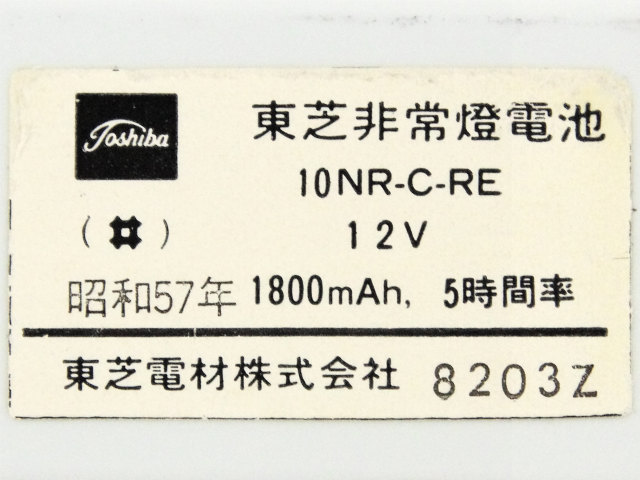 Toshiba
東芝非常燈電池
10NR-C-RE
( ) 12V
昭和57年 1800mAh, 5時間率
東芝電材株式会社 8203Z